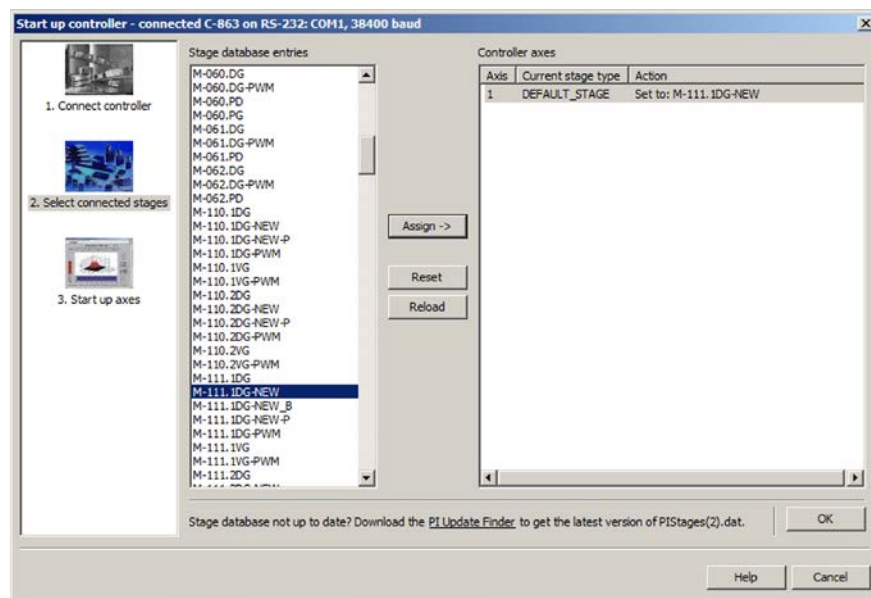 Start up controller - connected C-863 on RS-232: COM1, 38400 baud
1. Connect controller
2. Select connected stages
3. Start up axes
Stage database entries
M-060.DG
M-060.DG-PWM
M-060.PD
M-060.PG
M-061.DG
M-061.DG-PWM
M-061.PD
M-062.DG
M-062.DG-PWM
M-062.PD
M-110.1DG
M-110.1DG-NEW
M-110.1DG-NEW-P
M-110.1DG-PWM
M-110.1VG
M-110.1VG-PWM
M-110.2DG
M-110.2DG-NEW
M-110.2DG-NEW-P
M-110.2DG-PWM
M-110.2VG
M-110.2VG-PWM
M-111.1DG
M-111.1DG-NEW
M-111.1DG-NEW_B
M-111.1DG-NEW-P
M-111.1DG-PWM
M-111.1VG
M-111.1VG-PWM
M-111.2DG
Assign ->
Reset
Reload
Controller axes
Axis Current stage type Action
1 DEFAULT_STAGE Set to: M-111.1DG-NEW
Stage database not up to date? Download the PI Update Finder to get the latest version of PIStages(2).dat.
OK
Help
Cancel